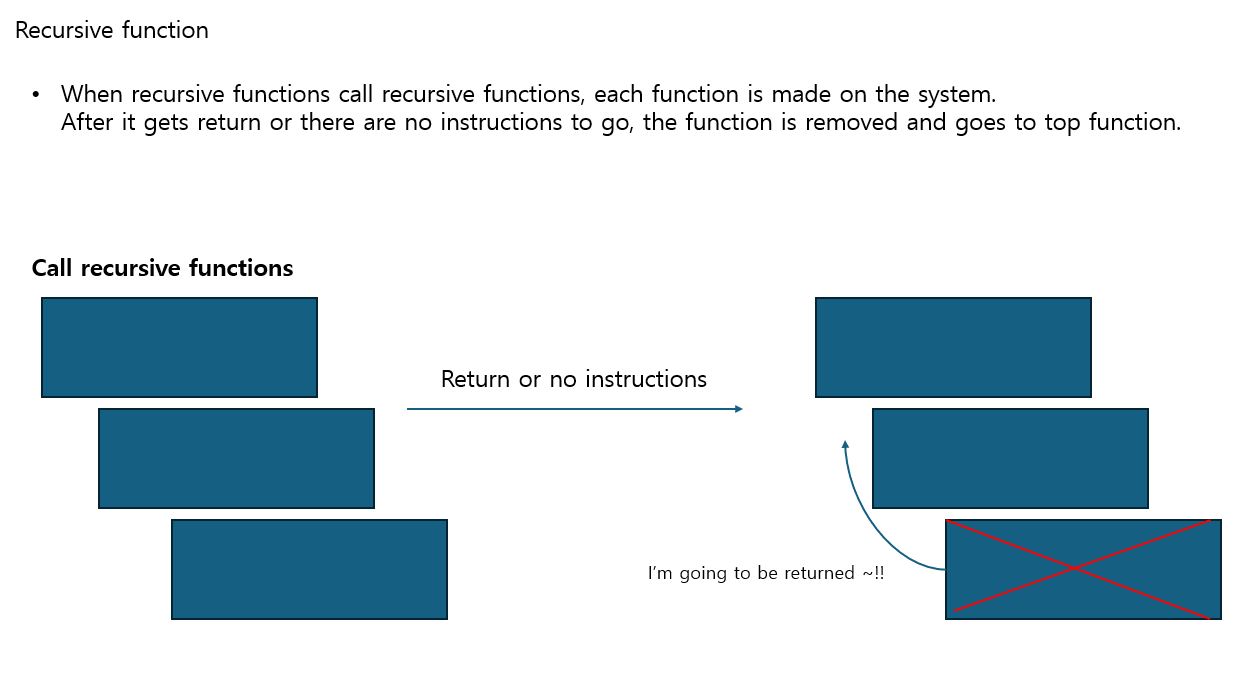 Recursive function
• When recursive functions call recursive functions, each function is made on the system.
After it gets return or there are no instructions to go, the function is removed and goes to top function.
Call recursive functions
Return or no instructions
I'm going to be returned ~!!